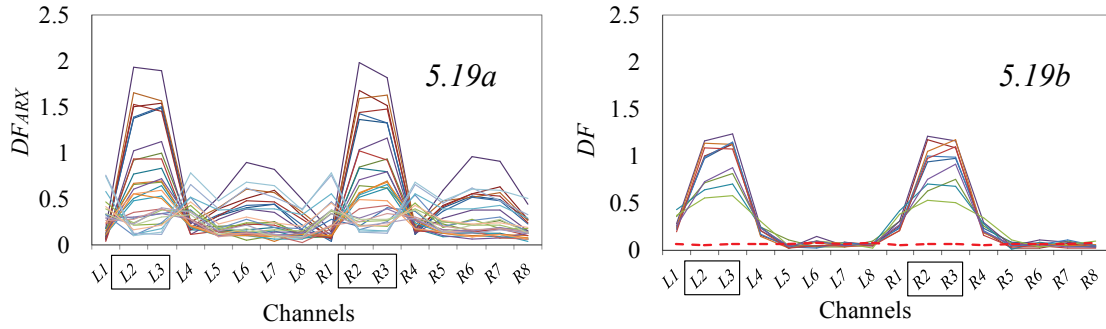 2.5
2
1.5
1
0.5
0
DFARX
5.19a
L1 L2 L3 L4 L5 L6 L7 L8 R1 R2 R3 R4 R5 R6 R7 R8
Channels
2.5
2
1.5
1
0.5
0
DF
5.19b
L1 L2 L3 L4 L5 L6 L7 L8 R1 R2 R3 R4 R5 R6 R7 R8
Channels